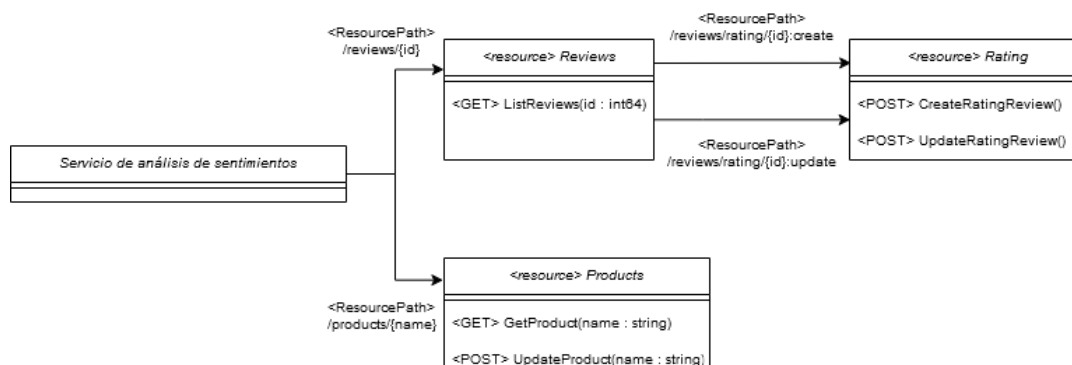 <ResourcePath>
/reviews/{id}
<resource> Reviews
<GET> ListReviews(id : int64)
<ResourcePath>
/reviews/rating/{id}:create
<ResourcePath>
/reviews/rating/{id}:update
<resource> Rating
<POST> CreateRatingReview()
<POST> UpdateRatingReview()
Servicio de análisis de sentimientos
<ResourcePath>
/products/{name}
<resource> Products
<GET> GetProduct(name : string)
<POST> UpdateProduct(name : string)